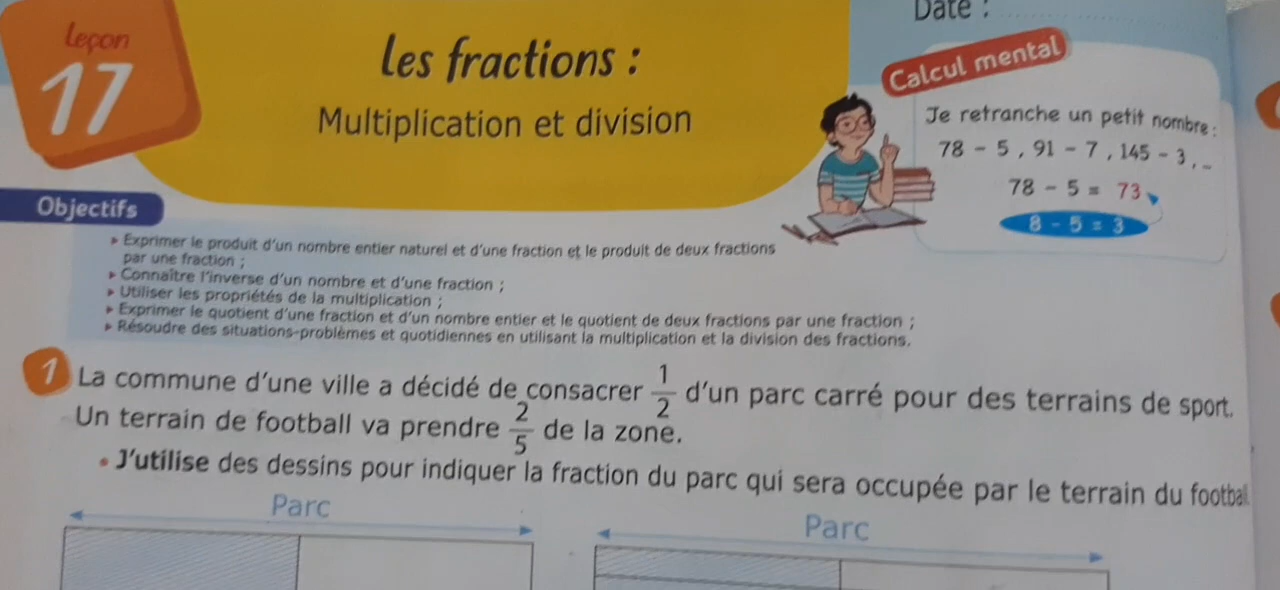 Leçon
17
Les fractions :
Multiplication et division
Date :
Calcul mental
Je retranche un petit nombre :
78 - 5 , 91 - 7 , 145 - 3 , ...
78 - 5 = 73
8 - 5 = 3
Objectifs
▸ Exprimer le produit d'un nombre entier naturel et d'une fraction et le produit de deux fractions
par une fraction ;
▸ Connaître l'inverse d'un nombre et d'une fraction ;
▸ Utiliser les propriétés de la multiplication ;
▸ Exprimer le quotient d'une fraction et d'un nombre entier et le quotient de deux fractions par une fraction ;
▸ Résoudre des situations-problèmes et quotidiennes en utilisant la multiplication et la division des fractions.
1 La commune d'une ville a décidé de consacrer 1/2 d'un parc carré pour des terrains de sport.
Un terrain de football va prendre 2/5 de la zone.
• J'utilise des dessins pour indiquer la fraction du parc qui sera occupée par le terrain du football
Parc
Parc